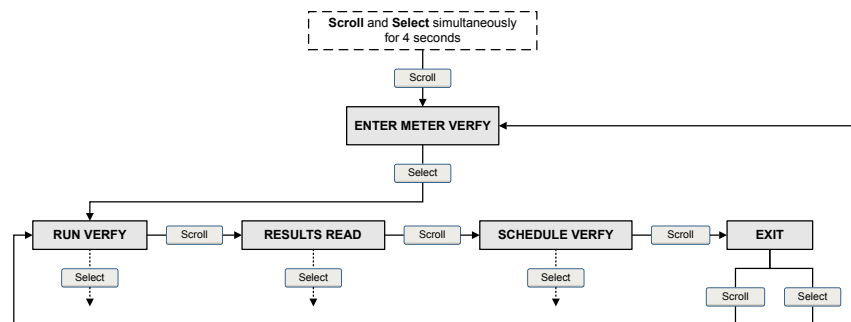 Scroll and Select simultaneously
for 4 seconds
Scroll
ENTER METER VERFY
Select
RUN VERFY
Scroll
RESULTS READ
Scroll
SCHEDULE VERFY
Scroll
EXIT
Select
Select
Select
Scroll
Select